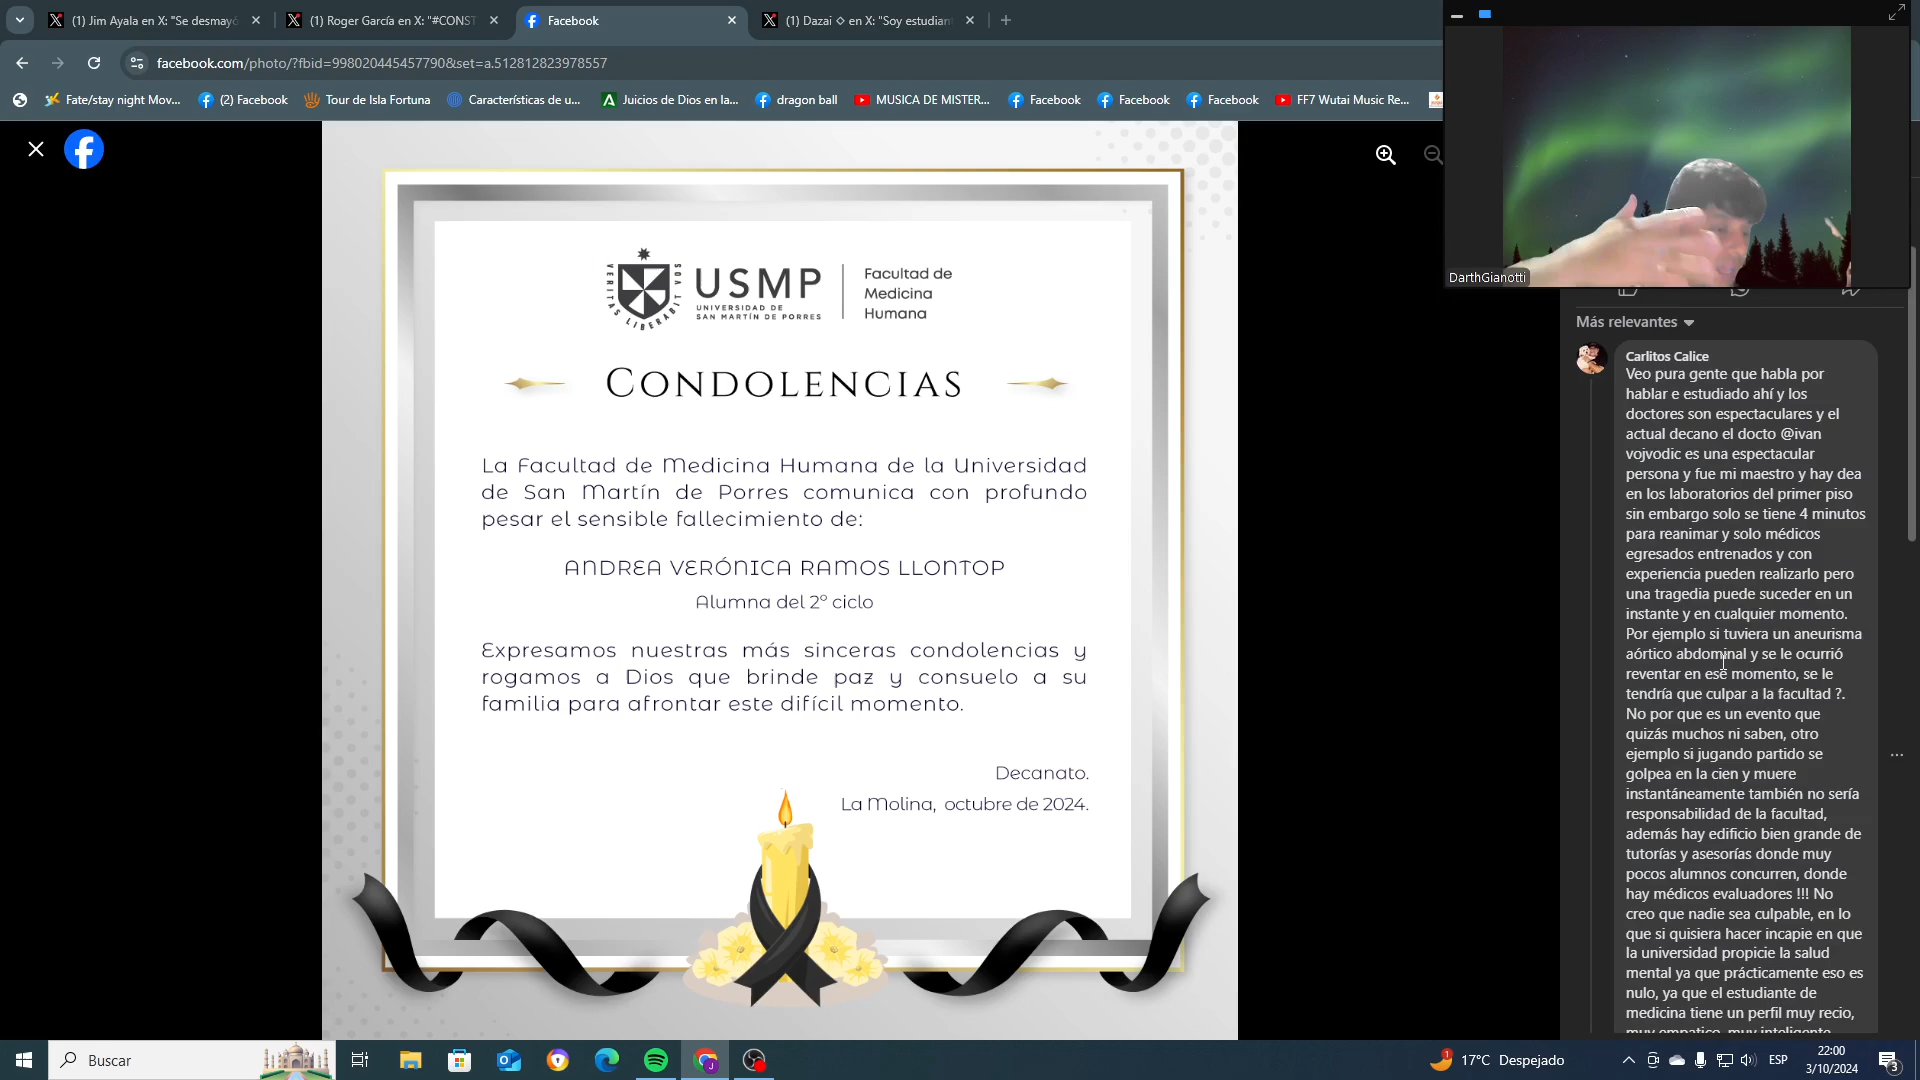 (1) Jim Ayala en X: "Se desmayó
(1) Roger García en X: "#CONST
Facebook
(1) Dazai ◇ en X: "Soy estudian
facebook.com/photo/?fbid=998020445457790&set=a.512812823978557
Fate/stay night Mov...
(2) Facebook
Tour de Isla Fortuna
Características de u...
Juicios de Dios en la...
dragon ball
MUSICA DE MISTER...
Facebook
Facebook
Facebook
FF7 Wutai Music Re...
DarthGianotti
VERITAS LIBERABIT VOS
USMP
UNIVERSIDAD DE
SAN MARTÍN DE PORRES
Facultad de
Medicina
Humana
CONDOLENCIAS
La Facultad de Medicina Humana de la Universidad
de San Martín de Porres comunica con profundo
pesar el sensible fallecimiento de:
ANDREA VERÓNICA RAMOS LLONTOP
Alumna del 2º ciclo
Expresamos nuestras más sinceras condolencias y
rogamos a Dios que brinde paz y consuelo a su
familia para afrontar este difícil momento.
Decanato.
La Molina, octubre de 2024.
Más relevantes
Carlitos Calice
Veo pura gente que habla por
hablar e estudiado ahí y los
doctores son espectaculares y el
actual decano el docto @ivan
vojvodic es una espectacular
persona y fue mi maestro y hay dea
en los laboratorios del primer piso
sin embargo solo se tiene 4 minutos
para reanimar y solo médicos
egresados entrenados y con
experiencia pueden realizarlo pero
una tragedia puede suceder en un
instante y en cualquier momento.
Por ejemplo si tuviera un aneurisma
aórtico abdominal y se le ocurrió
reventar en ese momento, se le
tendría que culpar a la facultad ?.
No por que es un evento que
quizás muchos ni saben, otro
ejemplo si jugando partido se
golpea en la cien y muere
instantáneamente también no sería
responsabilidad de la facultad,
además hay edificio bien grande de
tutorías y asesorías donde muy
pocos alumnos concurren, donde
hay médicos evaluadores !!! No
creo que nadie sea culpable, en lo
que si quisiera hacer incapie en que
la universidad propicie la salud
mental ya que prácticamente eso es
nulo, ya que el estudiante de
medicina tiene un perfil muy recio,
muy empatico, muy inteligente
Buscar
1
17°C Despejado
ESP
22:00
3/10/2024
3